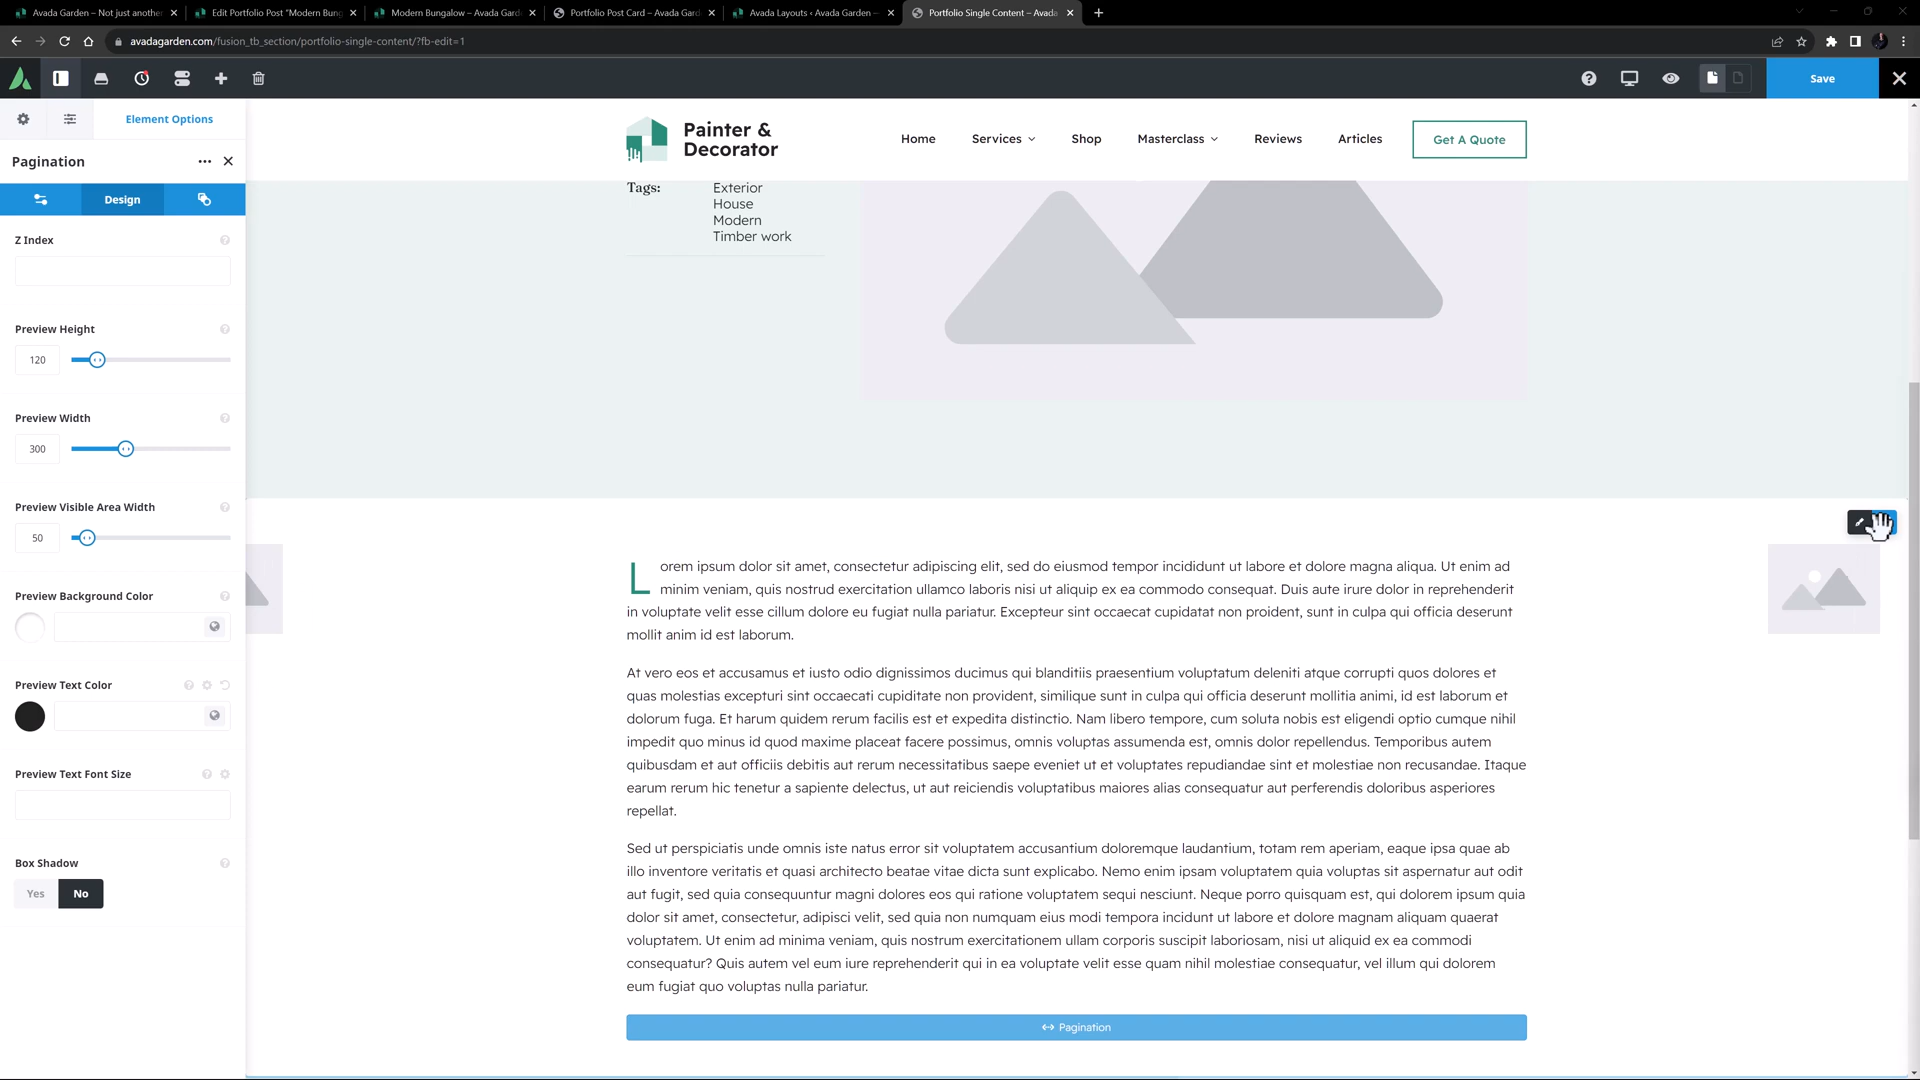 Avada Garden – Not just another
Edit Portfolio Post "Modern Bung
Modern Bungalow – Avada Gard
Portfolio Post Card – Avada Gard
Avada Layouts ‹ Avada Garden —
Portfolio Single Content – Avada
avadagarden.com/fusion_tb_section/portfolio-single-content/?fb-edit=1
Save
Element Options
Pagination
Design
Z Index
Preview Height
120
Preview Width
300
Preview Visible Area Width
50
Preview Background Color
Preview Text Color
Preview Text Font Size
Box Shadow
Yes
No
Painter &
Decorator
Home
Services
Shop
Masterclass
Reviews
Articles
Get A Quote
Tags:
Exterior
House
Modern
Timber work
Lorem ipsum dolor sit amet, consectetur adipiscing elit, sed do eiusmod tempor incididunt ut labore et dolore magna aliqua. Ut enim ad
minim veniam, quis nostrud exercitation ullamco laboris nisi ut aliquip ex ea commodo consequat. Duis aute irure dolor in reprehenderit
in voluptate velit esse cillum dolore eu fugiat nulla pariatur. Excepteur sint occaecat cupidatat non proident, sunt in culpa qui officia deserunt
mollit anim id est laborum.
At vero eos et accusamus et iusto odio dignissimos ducimus qui blanditiis praesentium voluptatum deleniti atque corrupti quos dolores et
quas molestias excepturi sint occaecati cupiditate non provident, similique sunt in culpa qui officia deserunt mollitia animi, id est laborum et
dolorum fuga. Et harum quidem rerum facilis est et expedita distinctio. Nam libero tempore, cum soluta nobis est eligendi optio cumque nihil
impedit quo minus id quod maxime placeat facere possimus, omnis voluptas assumenda est, omnis dolor repellendus. Temporibus autem
quibusdam et aut officiis debitis aut rerum necessitatibus saepe eveniet ut et voluptates repudiandae sint et molestiae non recusandae. Itaque
earum rerum hic tenetur a sapiente delectus, ut aut reiciendis voluptatibus maiores alias consequatur aut perferendis doloribus asperiores
repellat.
Sed ut perspiciatis unde omnis iste natus error sit voluptatem accusantium doloremque laudantium, totam rem aperiam, eaque ipsa quae ab
illo inventore veritatis et quasi architecto beatae vitae dicta sunt explicabo. Nemo enim ipsam voluptatem quia voluptas sit aspernatur aut odit
aut fugit, sed quia consequuntur magni dolores eos qui ratione voluptatem sequi nesciunt. Neque porro quisquam est, qui dolorem ipsum quia
dolor sit amet, consectetur, adipisci velit, sed quia non numquam eius modi tempora incidunt ut labore et dolore magnam aliquam quaerat
voluptatem. Ut enim ad minima veniam, quis nostrum exercitationem ullam corporis suscipit laboriosam, nisi ut aliquid ex ea commodi
consequatur? Quis autem vel eum iure reprehenderit qui in ea voluptate velit esse quam nihil molestiae consequatur, vel illum qui dolorem
eum fugiat quo voluptas nulla pariatur.
Pagination